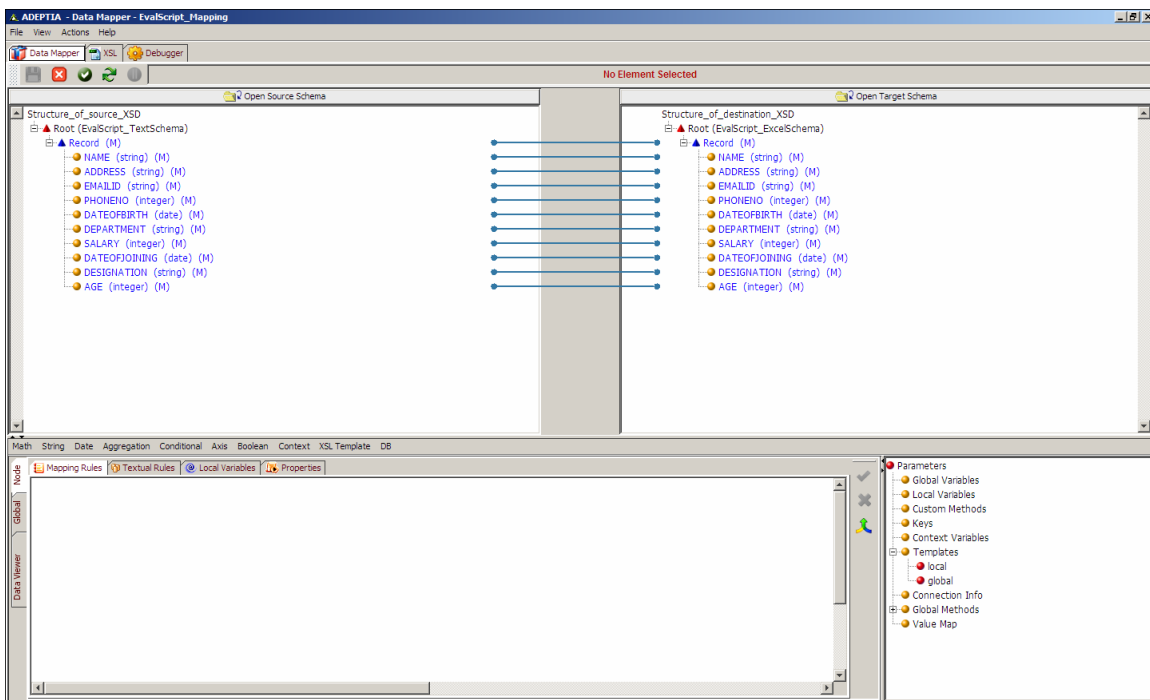 ADEPTIA - Data Mapper - EvalScript_Mapping
File View Actions Help
Data Mapper XSL Debugger
No Element Selected
Open Source Schema Open Target Schema
Structure_of_source_XSD Structure_of_destination_XSD
Root (EvalScript_TextSchema) Root (EvalScript_ExcelSchema)
Record (M) Record (M)
NAME (string) (M) NAME (string) (M)
ADDRESS (string) (M) ADDRESS (string) (M)
EMAILID (string) (M) EMAILID (string) (M)
PHONENO (integer) (M) PHONENO (integer) (M)
DATEOFBIRTH (date) (M) DATEOFBIRTH (date) (M)
DEPARTMENT (string) (M) DEPARTMENT (string) (M)
SALARY (integer) (M) SALARY (integer) (M)
DATEOFJOINING (date) (M) DATEOFJOINING (date) (M)
DESIGNATION (string) (M) DESIGNATION (string) (M)
AGE (integer) (M) AGE (integer) (M)
Math String Date Aggregation Conditional Axis Boolean Context XSL Template DB
Node
Global
Data Viewer
Mapping Rules Textual Rules Local Variables Properties
Parameters
Global Variables
Local Variables
Custom Methods
Keys
Context Variables
Templates
local
global
Connection Info
Global Methods
Value Map